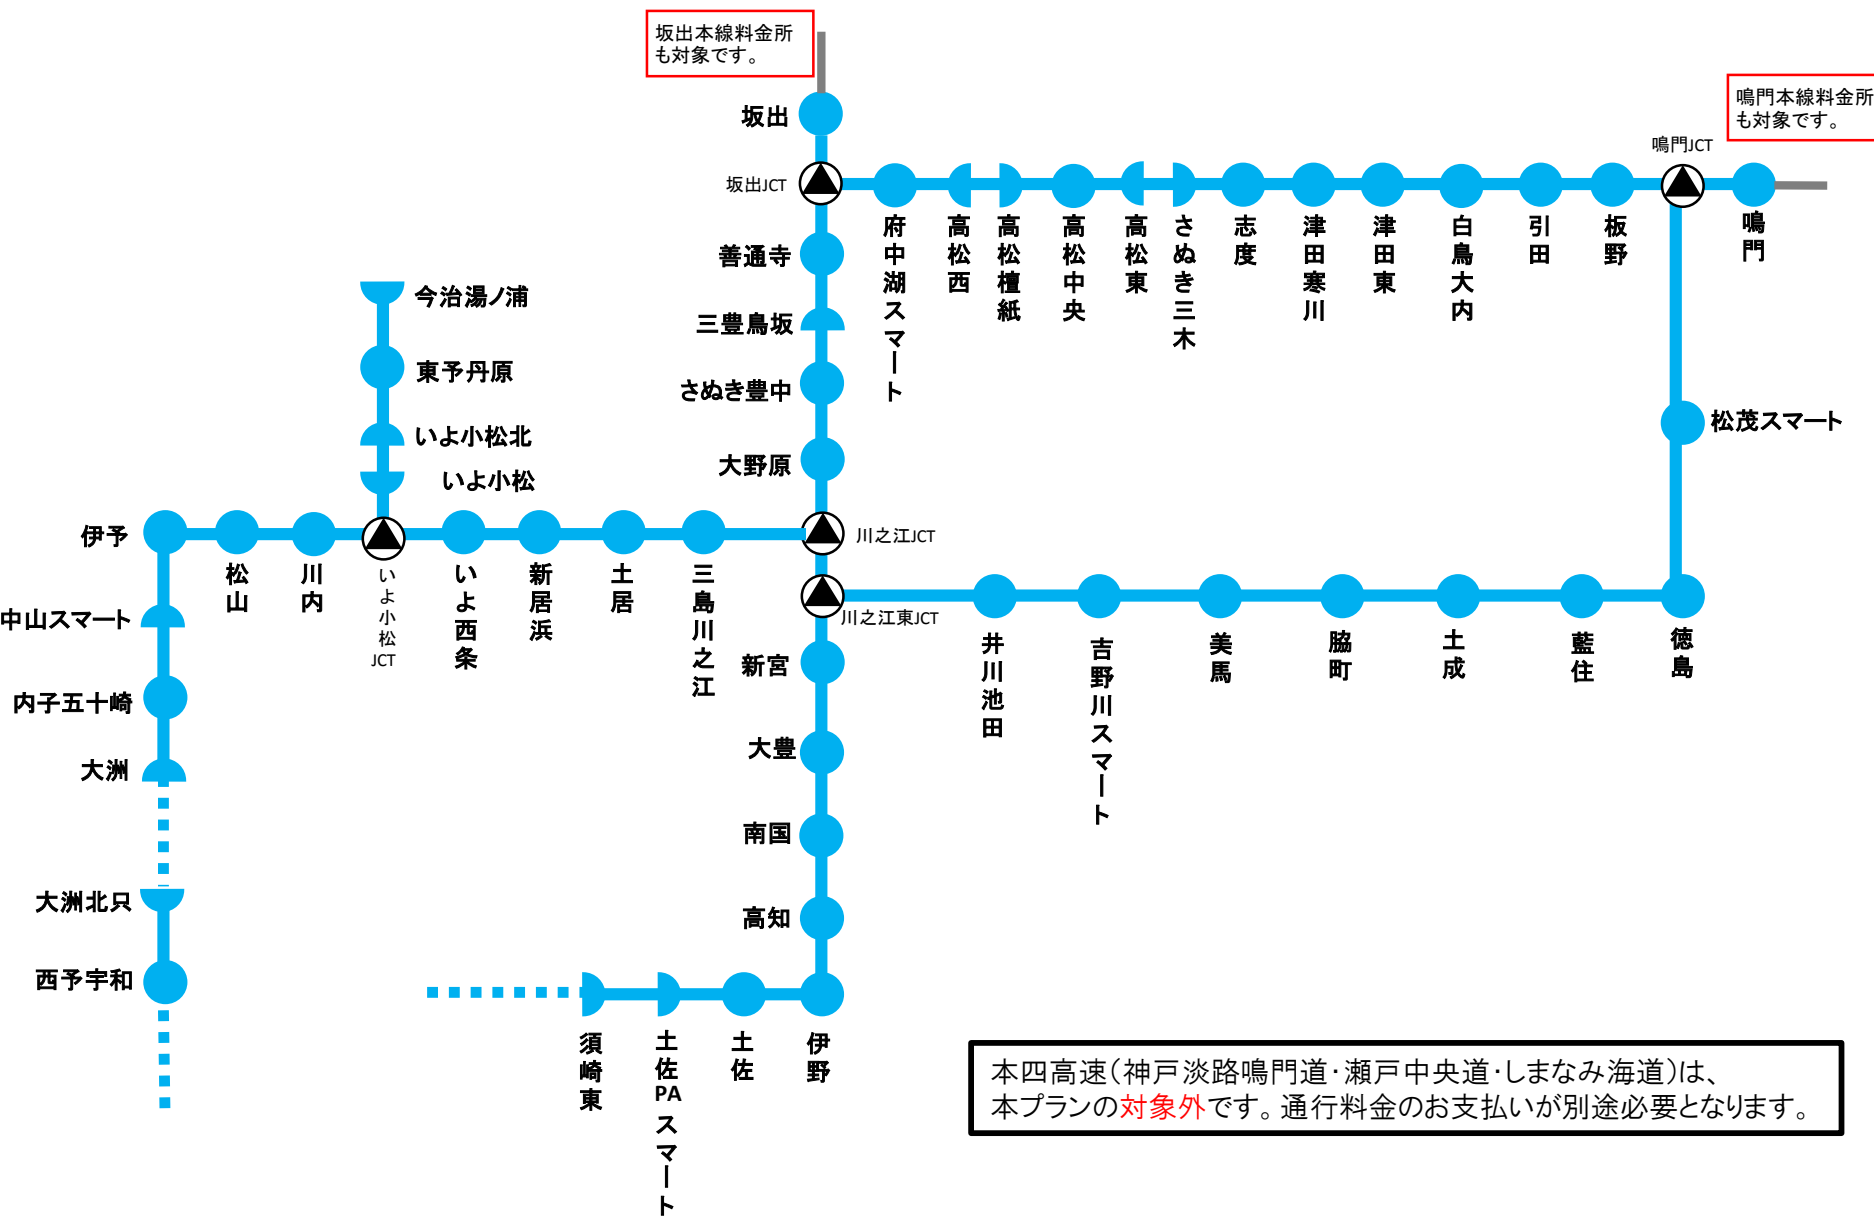 坂出本線料金所
も対象です。
鳴門本線料金所
も対象です。
坂出
鳴門JCT
坂出JCT
府中湖スマート
高松西
高松檀紙
高松中央
高松東
さぬき三木
志度
津田寒川
津田東
白鳥大内
引田
板野
鳴門
善通寺
今治湯ノ浦
三豊鳥坂
東予丹原
さぬき豊中
松茂スマート
いよ小松北
大野原
いよ小松
伊予
川之江JCT
松山
川内
いよ小松
JCT
いよ西条
新居浜
土居
三島川之江
中山スマート
川之江東JCT
井川池田
吉野川スマート
美馬
脇町
土成
藍住
徳島
新宮
内子五十崎
大豊
大洲
南国
大洲北只
高知
西予宇和
須崎東
土佐
PA
スマート
土佐
伊野
本四高速（神戸淡路鳴門道・瀬戸中央道・しまなみ海道）は、
本プランの対象外です。通行料金のお支払いが別途必要となります。